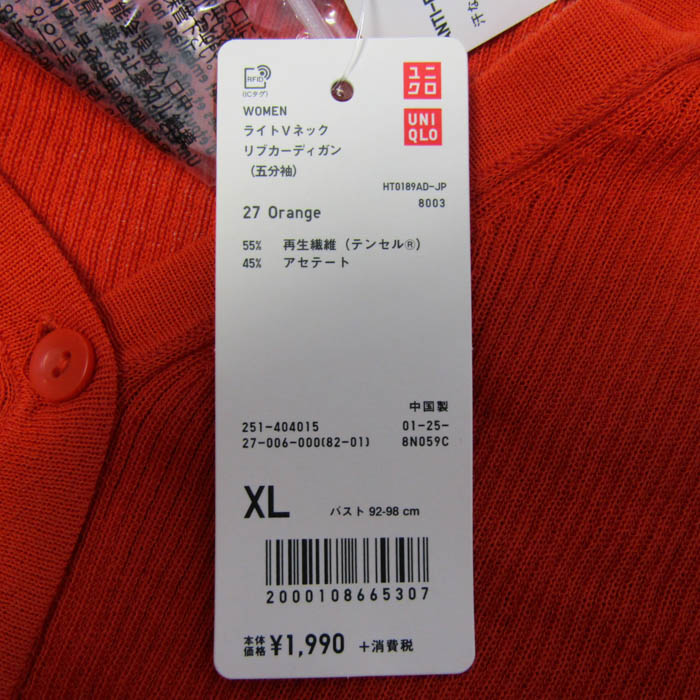 RFID
(ICタグ)
ユニ
クロ
UNI
QLO
WOMEN
ライトVネック
リブカーディガン
(五分袖)
HT0189AD-JP
8003
27 Orange
55% 再生繊維 (テンセル®)
45% アセテート
中国製
251-404015 01-25-
27-006-000(82-01) 8N059C
XL バスト 92-98 cm
2000108665307
本体
価格 ¥1,990 +消費税